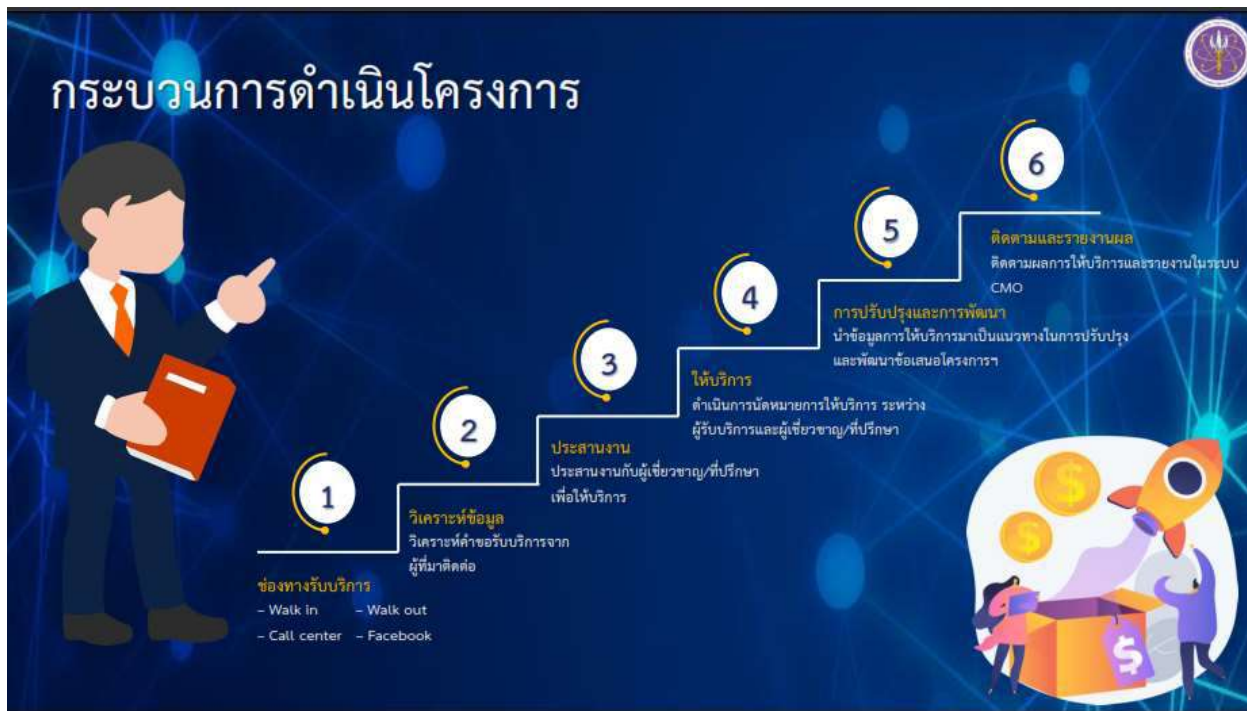 กระบวนการดำเนินโครงการ
1
ช่องทางรับบริการ
– Walk in – Walk out
– Call center – Facebook
2
วิเคราะห์ข้อมูล
วิเคราะห์คำขอรับบริการจาก
ผู้ที่มาติดต่อ
3
ประสานงาน
ประสานงานกับผู้เชี่ยวชาญ/ที่ปรึกษา
เพื่อให้บริการ
4
ให้บริการ
ดำเนินการนัดหมายการให้บริการ ระหว่าง
ผู้รับบริการและผู้เชี่ยวชาญ/ที่ปรึกษา
5
การปรับปรุงและการพัฒนา
นำข้อมูลการให้บริการมาเป็นแนวทางในการปรับปรุง
และพัฒนาข้อเสนอโครงการฯ
6
ติดตามและรายงานผล
ติดตามผลการให้บริการและรายงานในระบบ
CMO
$
$
$